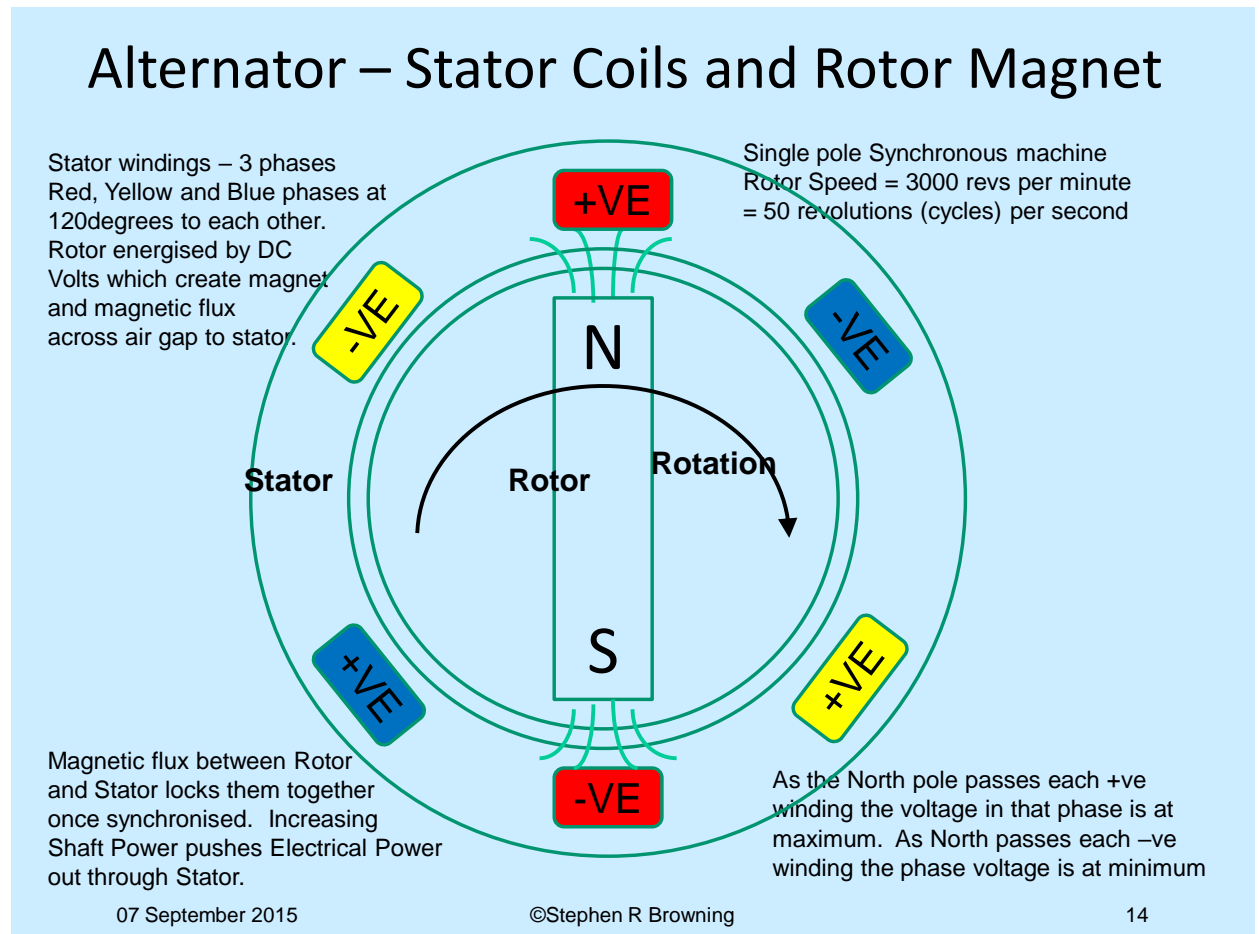 Alternator – Stator Coils and Rotor Magnet
Stator windings – 3 phases
Red, Yellow and Blue phases at
120degrees to each other.
Rotor energised by DC
Volts which create magnet
and magnetic flux
across air gap to stator.
Single pole Synchronous machine
Rotor Speed = 3000 revs per minute
= 50 revolutions (cycles) per second
+VE
-VE
-VE
N
Stator
Rotor
Rotation
S
+VE
+VE
-VE
Magnetic flux between Rotor
and Stator locks them together
once synchronised.  Increasing
Shaft Power pushes Electrical Power
out through Stator.
As the North pole passes each +ve
winding the voltage in that phase is at
maximum.  As North passes each –ve
winding the phase voltage is at minimum
07 September 2015
©Stephen R Browning
14